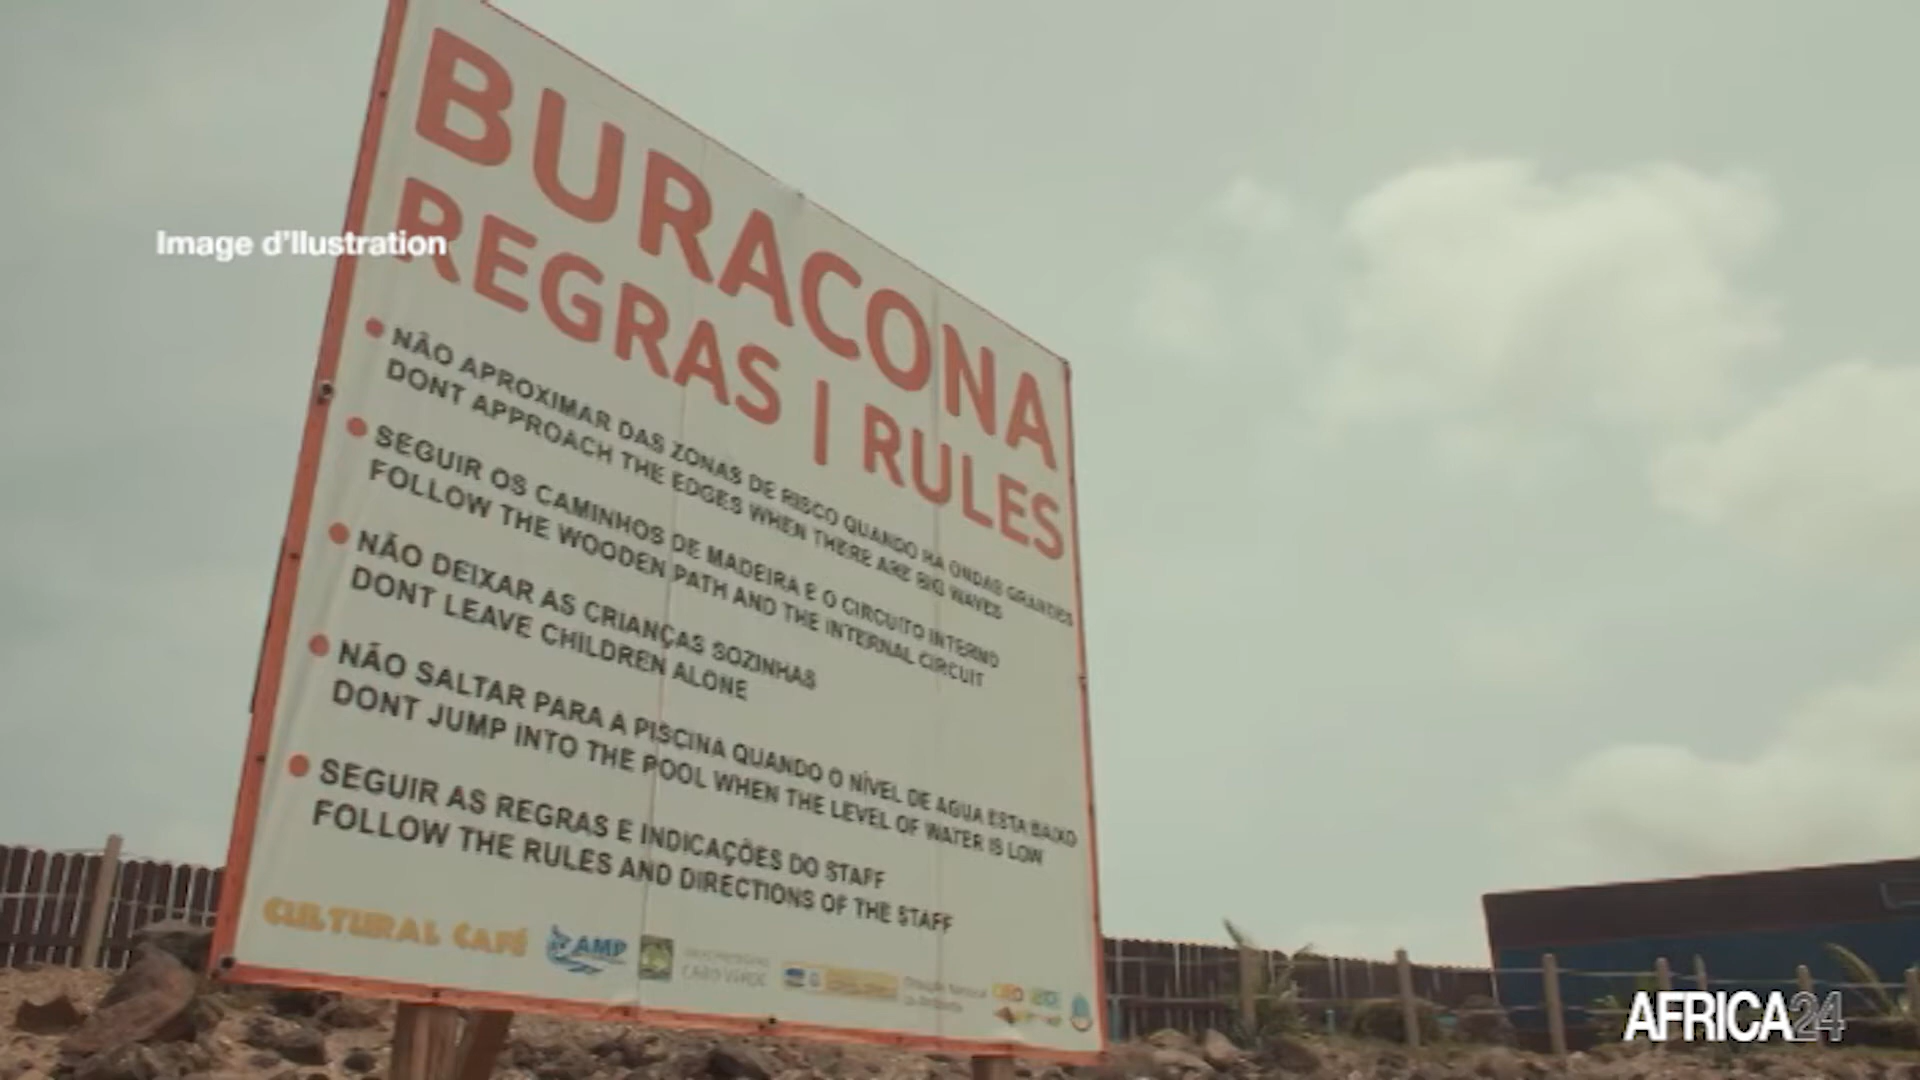 BURACONA
REGRAS | RULES
Image d'Ilustration
NÃO APROXIMAR DAS ZONAS DE RISCO QUANDO HA ONDAS GRANDES
DONT APPROACH THE EDGES WHEN THERE ARE BIG WAVES
SEGUIR OS CAMINHOS DE MADEIRA E O CIRCUITO INTERNO
FOLLOW THE WOODEN PATH AND THE INTERNAL CIRCUIT
NÃO DEIXAR AS CRIANÇAS SOZINHAS
DONT LEAVE CHILDREN ALONE
NÃO SALTAR PARA A PISCINA QUANDO O NÍVEL DE AGUA ESTA BAIXO
DONT JUMP INTO THE POOL WHEN THE LEVEL OF WATER IS LOW
SEGUIR AS REGRAS E INDICAÇÕES DO STAFF
FOLLOW THE RULES AND DIRECTIONS OF THE STAFF
CULTURAL CAFÉ
AMP
CABO VERDE
AFRICA24